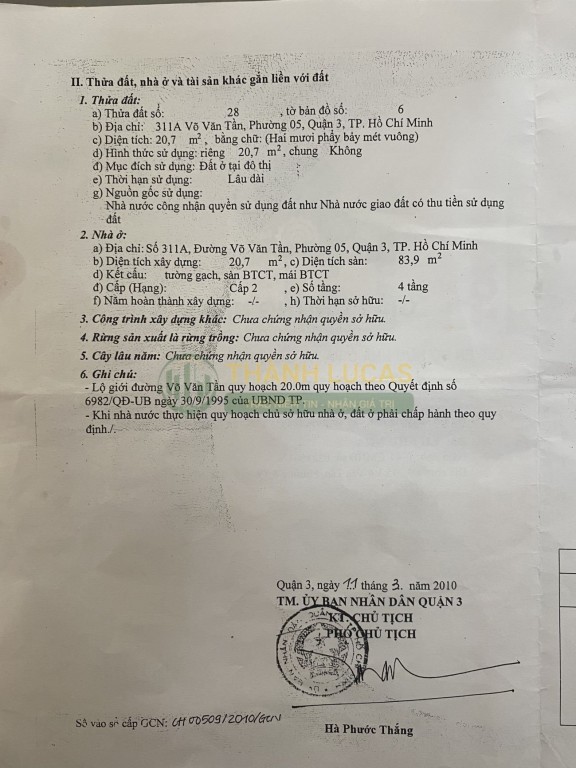 II. Thửa đất, nhà ở và tài sản khác gắn liền với đất
1. Thửa đất:
a) Thửa đất số: 28 , tờ bản đồ số: 6
b) Địa chỉ: 311A Võ Văn Tần, Phường 05, Quận 3, TP. Hồ Chí Minh
c) Diện tích: 20,7 m², bằng chữ: (Hai mươi phẩy bảy mét vuông)
d) Hình thức sử dụng: riêng 20,7 m², chung Không
đ) Mục đích sử dụng: Đất ở tại đô thị
e) Thời hạn sử dụng: Lâu dài
g) Nguồn gốc sử dụng:
Nhà nước công nhận quyền sử dụng đất như Nhà nước giao đất có thu tiền sử dụng
đất
2. Nhà ở:
a) Địa chỉ: Số 311A, Đường Võ Văn Tần, Phường 05, Quận 3, TP. Hồ Chí Minh
b) Diện tích xây dựng: 20,7 m², c) Diện tích sàn: 83,9 m²
d) Kết cấu: tường gạch, sàn BTCT, mái BTCT
đ) Cấp (Hạng): Cấp 2 , e) Số tầng: 4 tầng
f) Năm hoàn thành xây dựng: -/- , h) Thời hạn sở hữu: -/-
3. Công trình xây dựng khác: Chưa chứng nhận quyền sở hữu.
4. Rừng sản xuất là rừng trồng: Chưa chứng nhận quyền sở hữu.
5. Cây lâu năm: Chưa chứng nhận quyền sở hữu.
THÀNH LUCAS
6. Ghi chú:
- Lộ giới đường Võ Văn Tần quy hoạch 20.0m quy hoạch theo Quyết định số
6982/QĐ-UB ngày 30/9/1995 của UBND TP.
TIN - NHẬN GIÁ TRỊ
- Khi nhà nước thực hiện quy hoạch chủ sở hữu nhà ở, đất ở phải chấp hành theo quy
định./.
Quận 3, ngày 11 tháng 3. năm 2010
TM. ỦY BAN NHÂN DÂN QUẬN 3
KT. CHỦ TỊCH
PHÓ CHỦ TỊCH
Số vào sổ cấp GCN: CH00509/2010/GCN
Hà Phước Thắng